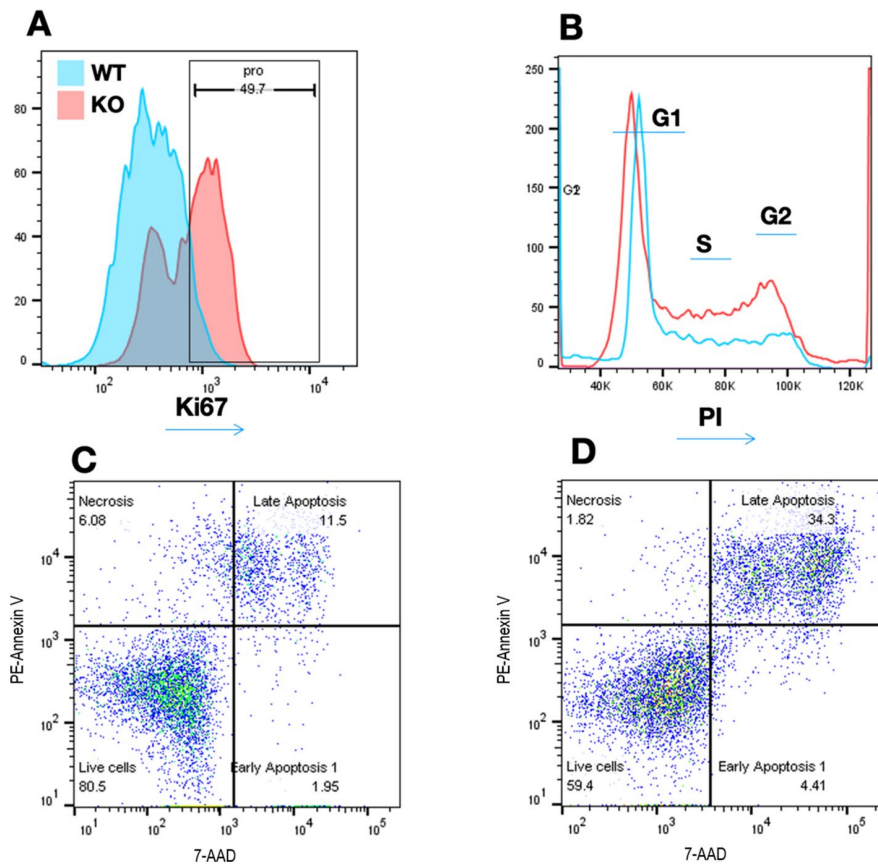 A
WT
KO
pro
49.7
80
60
40
20
0
10²
10³
10⁴
Ki67
B
250
200
150
100
50
0
G1
S
G2
40K
60K
80K
100K
120K
PI
C
Necrosis
6.08
Late Apoptosis
11.5
Live cells
80.5
Early Apoptosis 1
1.95
PE-Annexin V
10⁴
10³
10²
10¹
10¹
10²
10³
10⁴
10⁵
7-AAD
D
Necrosis
1.82
Late Apoptosis
34.3
Live cells
59.4
Early Apoptosis 1
4.41
PE-Annexin V
10⁴
10³
10²
10¹
10²
10³
10⁴
10⁵
7-AAD